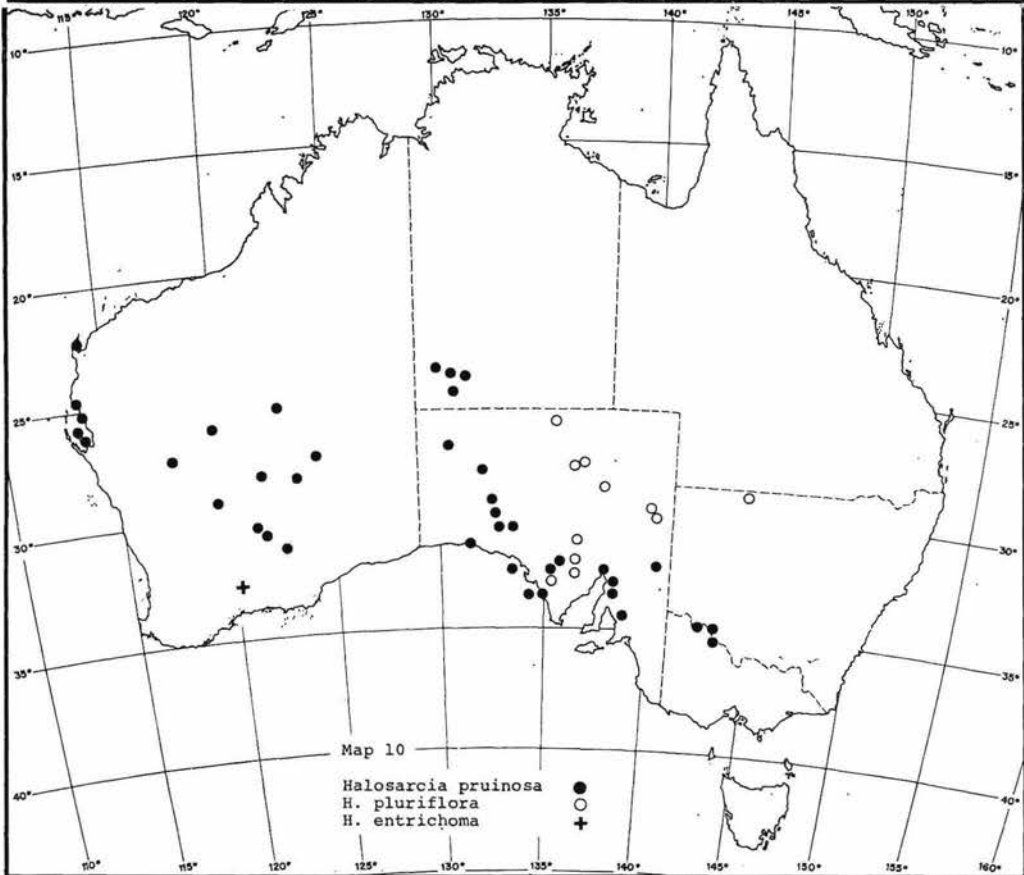 115° 120° 125° 130° 135° 140° 145° 150°
10° 10°
15° 15°
20° 20°
25° 25°
30° 30°
35° 35°
40° 40°
Map 10
Halosarcia pruinosa ●
H. pluriflora ○
H. entrichoma +
110° 115° 120° 125° 130° 135° 140° 145° 150° 155° 160°